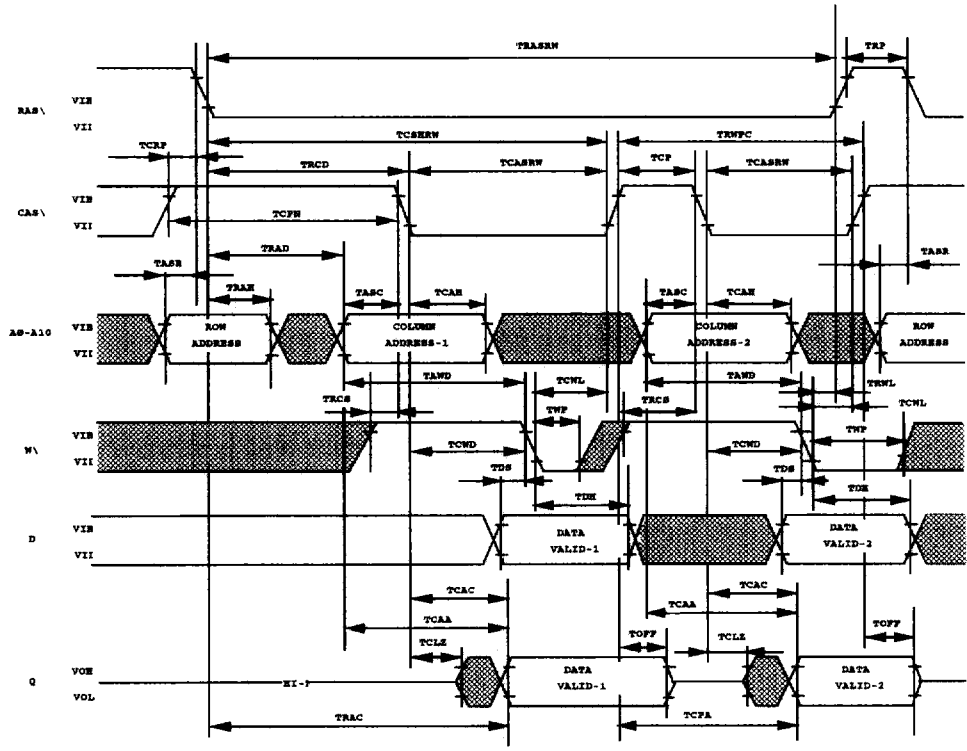 TRASRW TRP
RAS\ VIH
VIL
TCSHRW TRWPC
TCRP
TRCD TCASRW TCP TCASRW
CAS\ VIH
VIL
TCPN
TRAD
TASR TASR
TRAH TASC TCAH TASC TCAH
A0-A10 VIH
VIL
ROW
ADDRESS
COLUMN
ADDRESS-1
COLUMN
ADDRESS-2
ROW
ADDRESS
TAWD TCWL TAWD TRWL
TRCS TWP TRCS TCWL
W\ VIH
VIL
TCWD TCWD TWP
TDS TDS
TDH TDH
D VIH
VIL
DATA
VALID-1
DATA
VALID-2
TCAC TCAC
TCAA TCAA
TCLZ TOFF TCLZ TOFF
Q VOH
VOL
HI-Z
DATA
VALID-1
DATA
VALID-2
TRAC TCPA